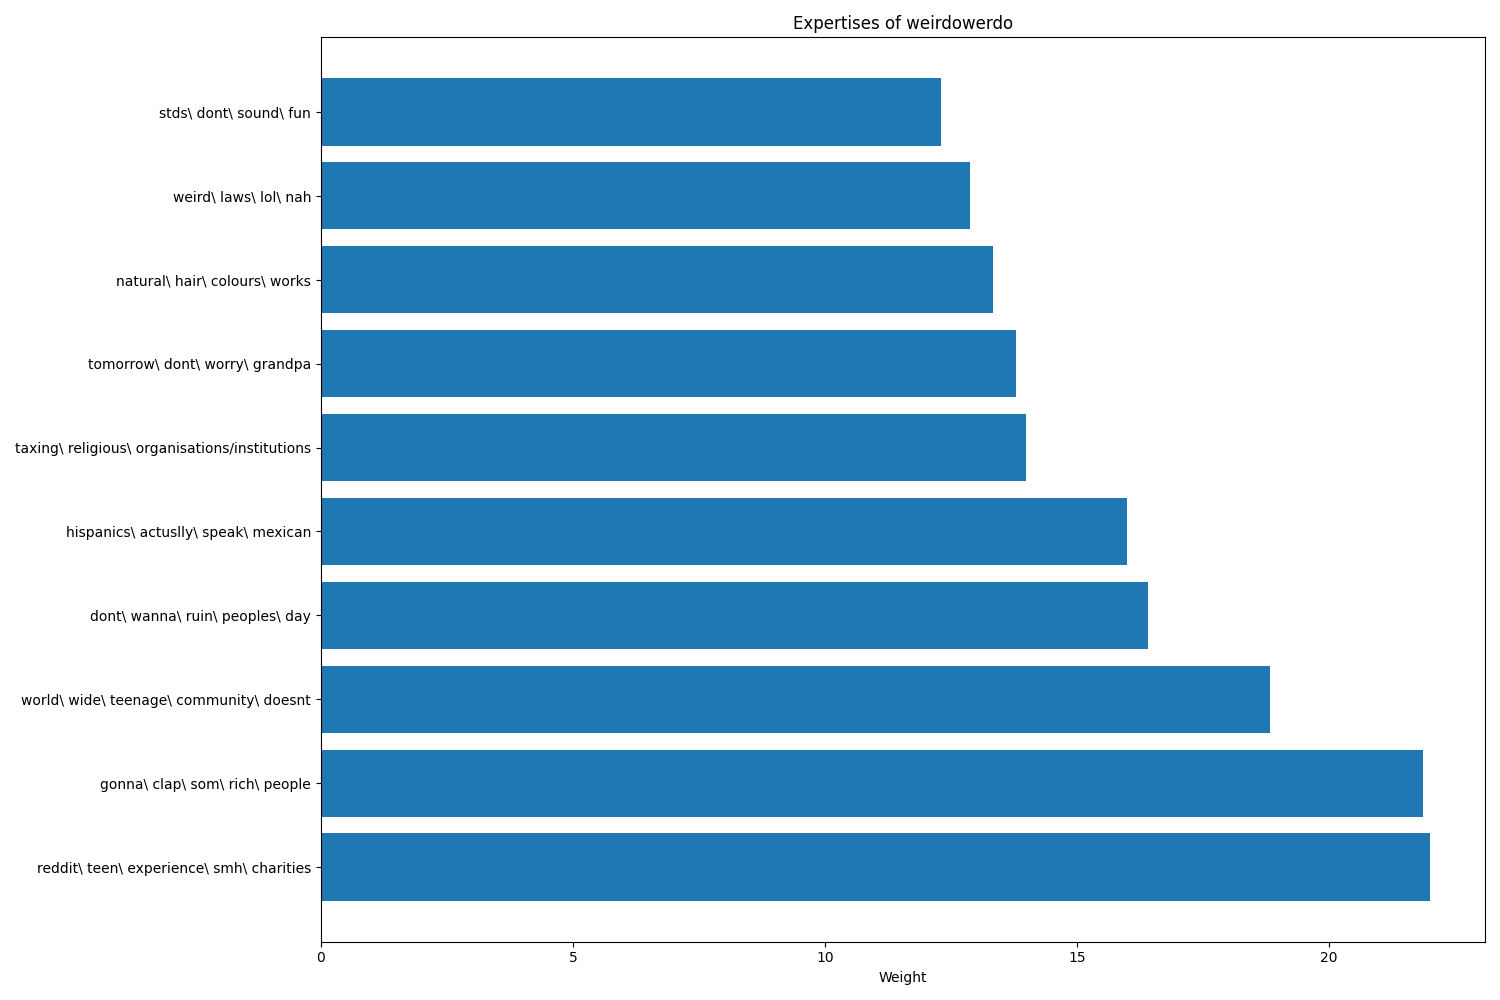 Expertises of weirdowerdo
stds\ dont\ sound\ fun
weird\ laws\ lol\ nah
natural\ hair\ colours\ works
tomorrow\ dont\ worry\ grandpa
taxing\ religious\ organisations/institutions
hispanics\ actuslly\ speak\ mexican
dont\ wanna\ ruin\ peoples\ day
world\ wide\ teenage\ community\ doesnt
gonna\ clap\ som\ rich\ people
reddit\ teen\ experience\ smh\ charities
0 5 10 15 20
Weight